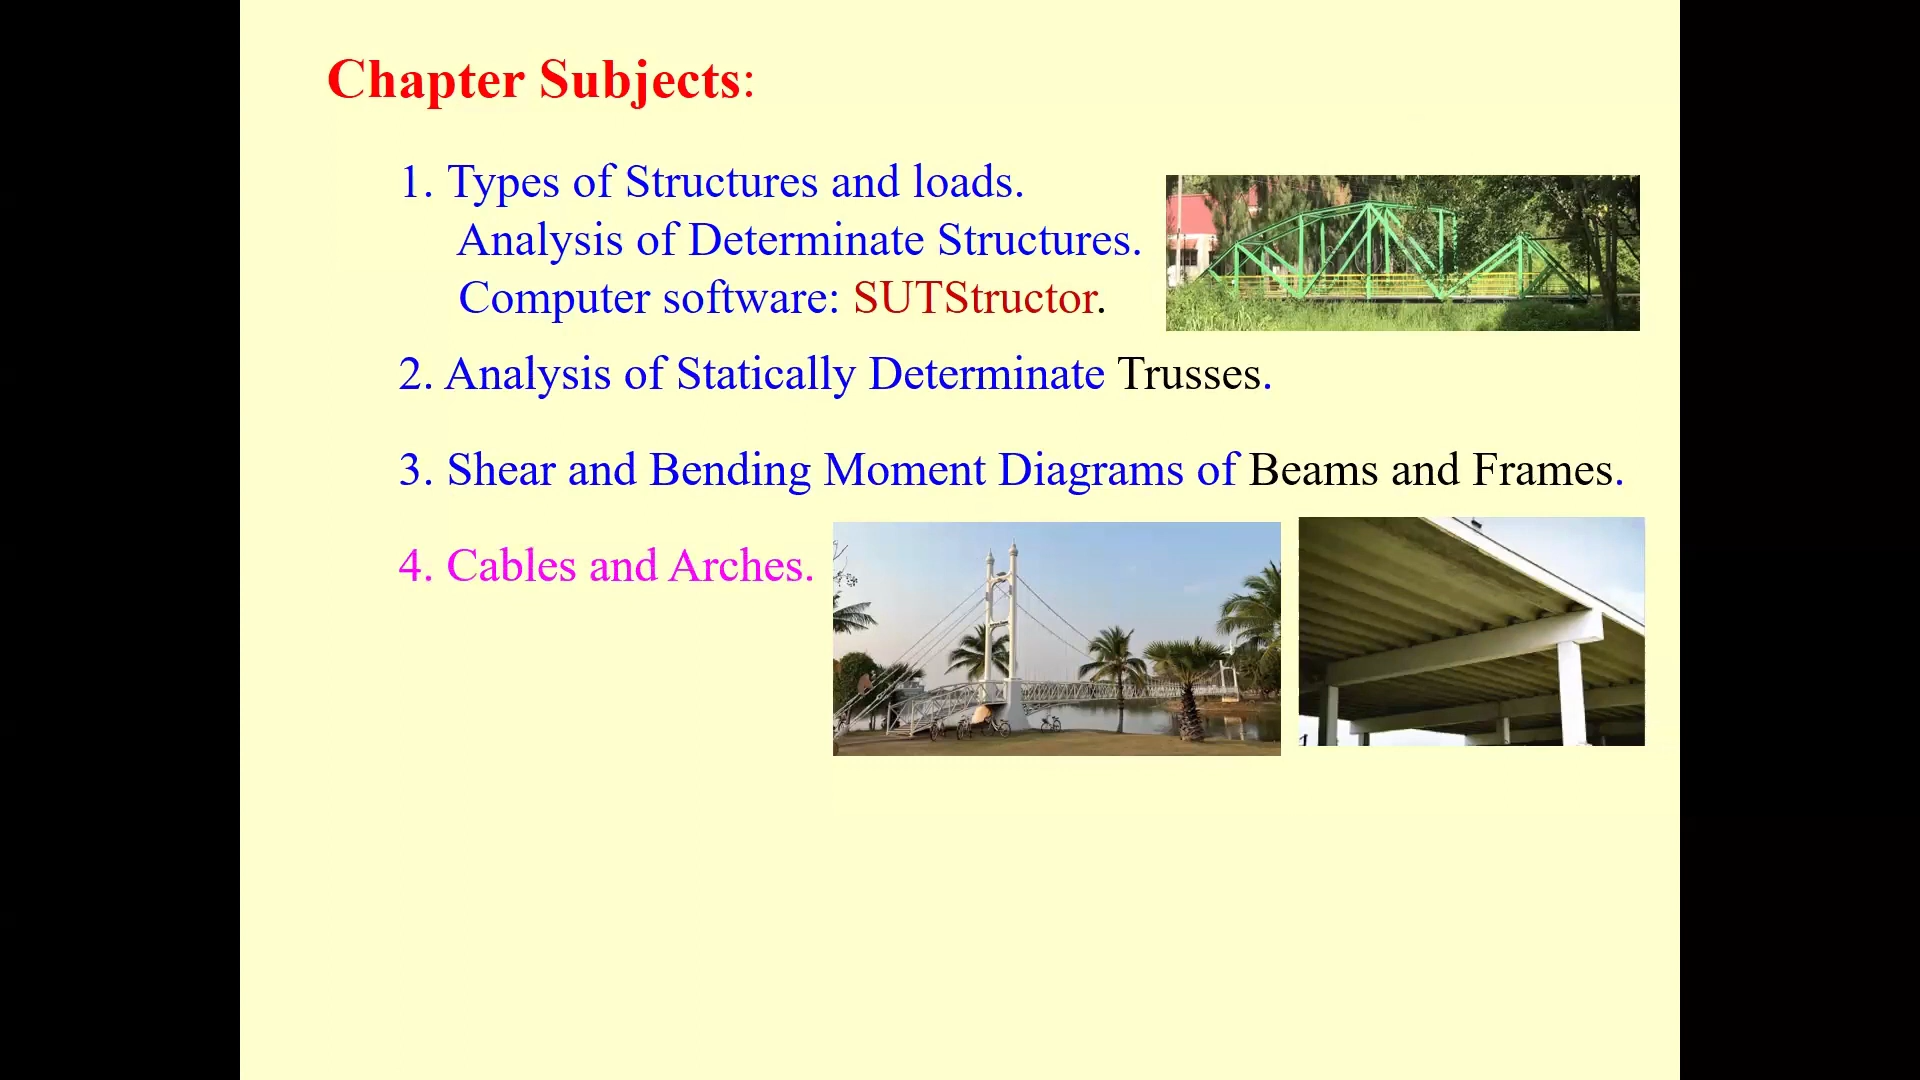 Chapter Subjects:
1. Types of Structures and loads.
Analysis of Determinate Structures.
Computer software: SUTStructor.
2. Analysis of Statically Determinate Trusses.
3. Shear and Bending Moment Diagrams of Beams and Frames.
4. Cables and Arches.